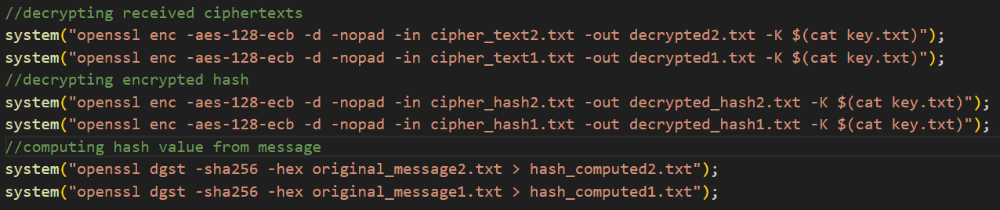 //decrypting received ciphertexts
system("openssl enc -aes-128-ecb -d -nopad -in cipher_text2.txt -out decrypted2.txt -K $(cat key.txt)");
system("openssl enc -aes-128-ecb -d -nopad -in cipher_text1.txt -out decrypted1.txt -K $(cat key.txt)");
//decrypting encrypted hash
system("openssl enc -aes-128-ecb -d -nopad -in cipher_hash2.txt -out decrypted_hash2.txt -K $(cat key.txt)");
system("openssl enc -aes-128-ecb -d -nopad -in cipher_hash1.txt -out decrypted_hash1.txt -K $(cat key.txt)");
//computing hash value from message
system("openssl dgst -sha256 -hex original_message2.txt > hash_computed2.txt");
system("openssl dgst -sha256 -hex original_message1.txt > hash_computed1.txt");